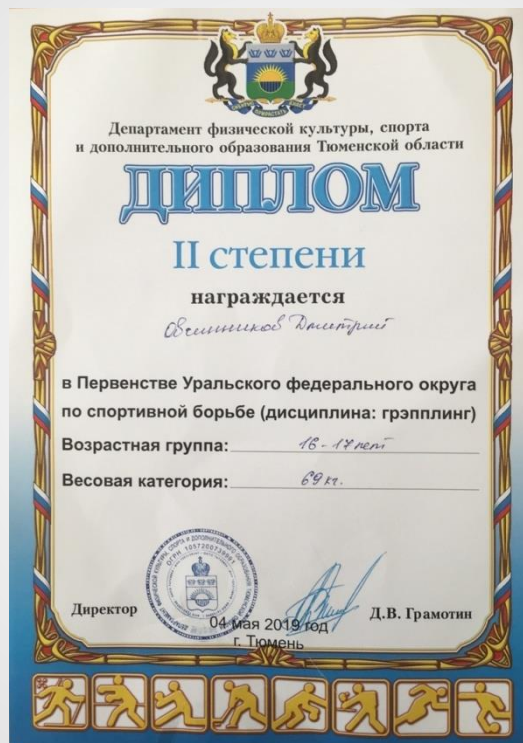 Департамент физической культуры, спорта
и дополнительного образования Тюменской области
ДИПЛОМ
II степени
награждается
Овчинников Дмитрий
в Первенстве Уральского федерального округа
по спортивной борьбе (дисциплина: грэпплинг)
Возрастная группа: 16-17 лет
Весовая категория: 69 кг.
Директор
Д.В. Грамотин
04 мая 2019 год
г. Тюмень